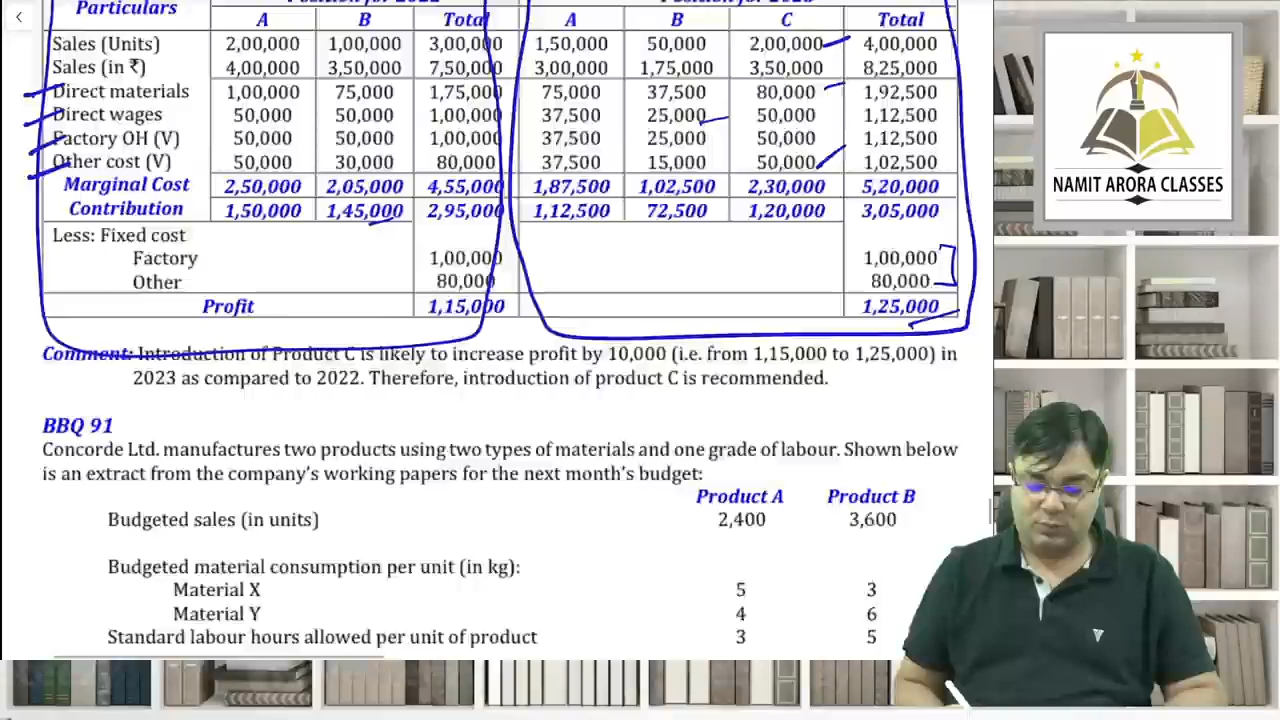 Particulars
A B Total A B C Total
Sales (Units) 2,00,000 1,00,000 3,00,000 1,50,000 50,000 2,00,000 4,00,000
Sales (in ₹) 4,00,000 3,50,000 7,50,000 3,00,000 1,75,000 3,50,000 8,25,000
Direct materials 1,00,000 75,000 1,75,000 75,000 37,500 80,000 1,92,500
Direct wages 50,000 50,000 1,00,000 37,500 25,000 50,000 1,12,500
Factory OH (V) 50,000 50,000 1,00,000 37,500 25,000 50,000 1,12,500
Other cost (V) 50,000 30,000 80,000 37,500 15,000 50,000 1,02,500
Marginal Cost 2,50,000 2,05,000 4,55,000 1,87,500 1,02,500 2,30,000 5,20,000
Contribution 1,50,000 1,45,000 2,95,000 1,12,500 72,500 1,20,000 3,05,000
Less: Fixed cost
Factory 1,00,000 1,00,000
Other 80,000 80,000
Profit 1,15,000 1,25,000
Comment: Introduction of Product C is likely to increase profit by 10,000 (i.e. from 1,15,000 to 1,25,000) in
2023 as compared to 2022. Therefore, introduction of product C is recommended.
BBQ 91
Concorde Ltd. manufactures two products using two types of materials and one grade of labour. Shown below
is an extract from the company's working papers for the next month's budget:
Product A Product B
Budgeted sales (in units) 2,400 3,600
Budgeted material consumption per unit (in kg):
Material X 5 3
Material Y 4 6
Standard labour hours allowed per unit of product 3 5
NAMIT ARORA CLASSES